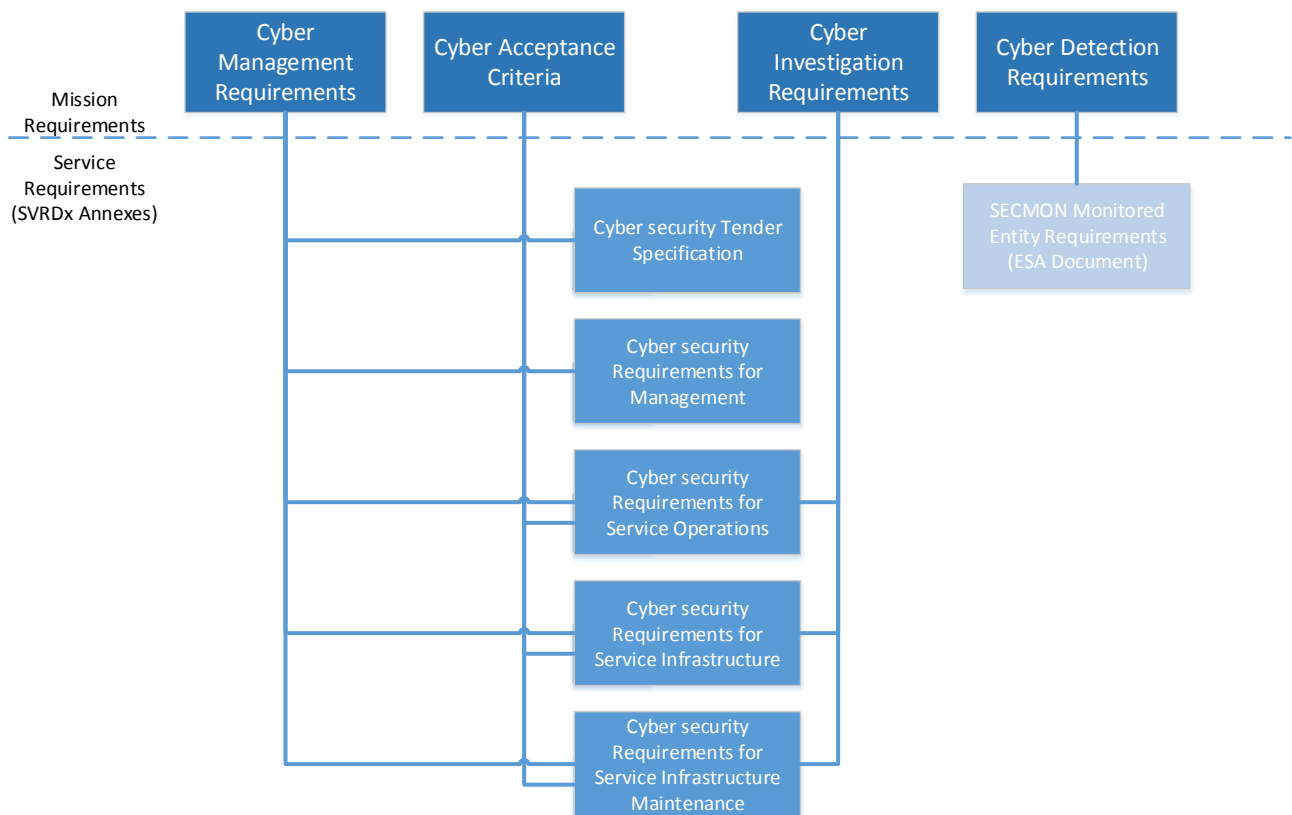 Cyber
Management
Requirements
Cyber Acceptance
Criteria
Cyber
Investigation
Requirements
Cyber Detection
Requirements
Mission
Requirements
Service
Requirements
(SVRDx Annexes)
Cyber security Tender
Specification
SECMON Monitored
Entity Requirements
(ESA Document)
Cyber security
Requirements for
Management
Cyber security
Requirements for
Service Operations
Cyber security
Requirements for
Service Infrastructure
Cyber security
Requirements for
Service Infrastructure
Maintenance